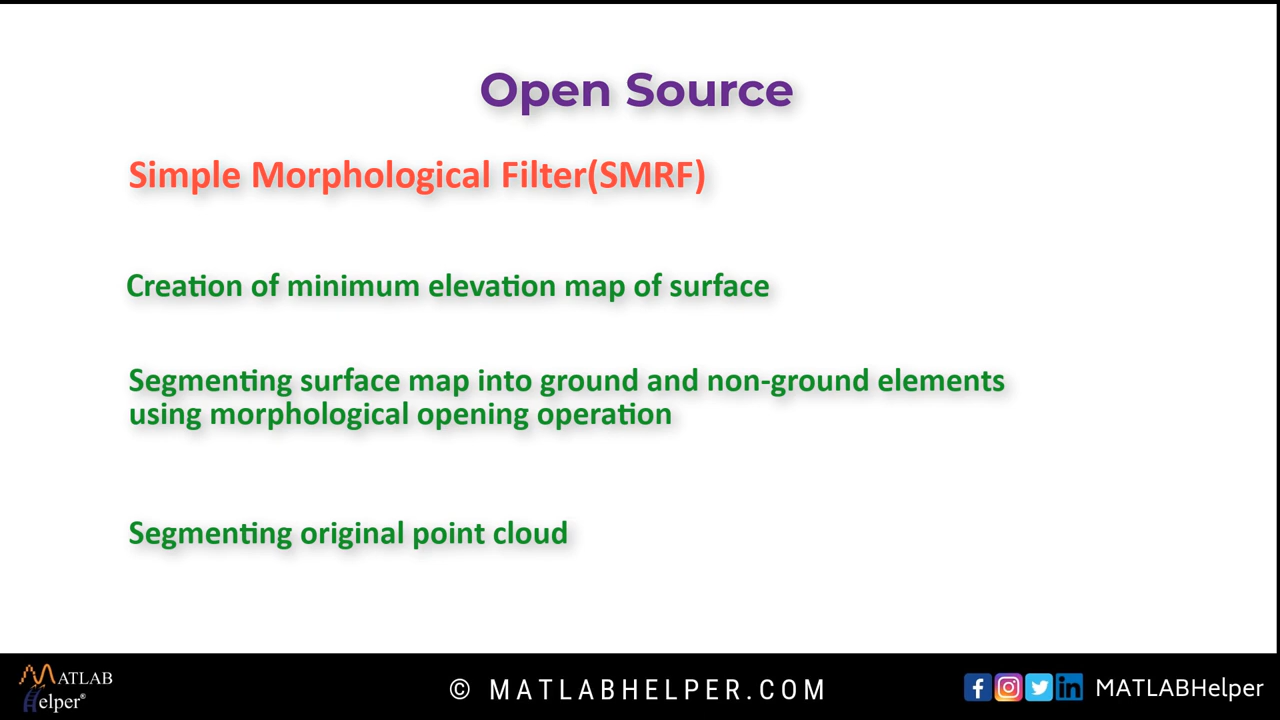 Open Source
Simple Morphological Filter(SMRF)
Creation of minimum elevation map of surface
Segmenting surface map into ground and non-ground elements
using morphological opening operation
Segmenting original point cloud
MATLAB
Helper®
© MATLABHELPER.COM
MATLABHelper